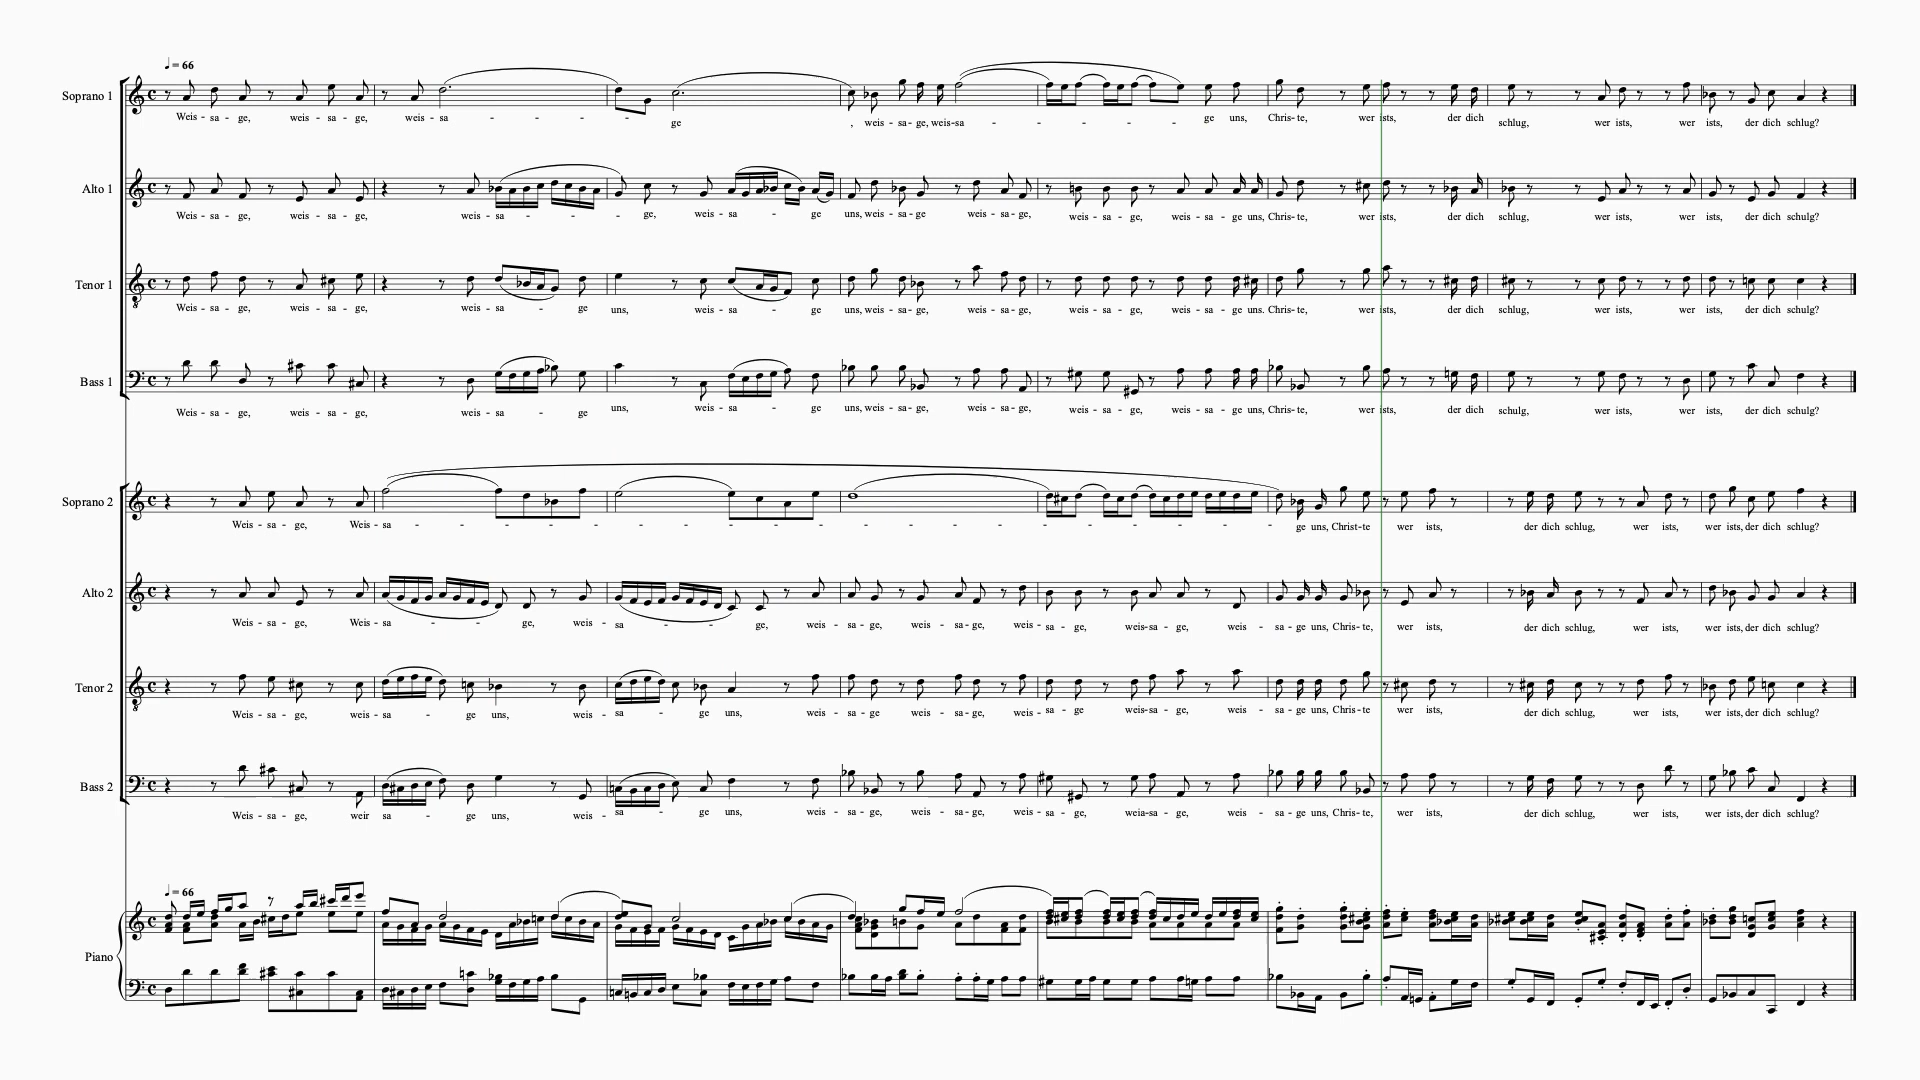 ♩= 66
Soprano 1
Weis - sa - ge, weis - sa - ge, weis - sa - - - - ge , weis - sa - ge, weis-sa - - - - - ge uns, Chris- te, wer ists, der dich schlug, wer ists, wer ists, der dich schlug?
Alto 1
Weis - sa - ge, weis - sa - ge, weis - sa - - - - ge, weis - sa - - ge uns, weis - sa - ge weis - sa - ge, weis - sa - ge, weis - sa - ge uns, Chris - te, wer ists, der dich schlug, wer ists, wer ists, der dich schulg?
Tenor 1
Weis - sa - ge, weis - sa - ge, weis - sa - ge uns, weis - sa - ge uns, weis - sa - ge, weis - sa - ge, weis - sa - ge, weis - sa - ge uns. Chris- te, wer ists, der dich schlug, wer ists, wer ists, der dich schulg?
Bass 1
Weis - sa - ge, weis - sa - ge, weis - sa - ge uns, weis - sa - ge uns, weis - sa - ge, weis - sa - ge, weis - sa - ge, weis - sa - ge uns, Chris- te, wer ists, der dich schulg, wer ists, wer ists, der dich schulg?
Soprano 2
Weis - sa - ge, Weis - sa - - - - - - - - - - - - - - - - - - ge uns, Christ- te wer ists, der dich schlug, wer ists, wer ists, der dich schlug?
Alto 2
Weis - sa - ge, Weis - sa - - - ge, weis - sa - - - ge, weis - sa - ge, weis - sa - ge, weis - sa - ge, weis-sa - ge, weis - sa - ge uns, Chris - te, wer ists, der dich schlug, wer ists, wer ists, der dich schlug?
Tenor 2
Weis - sa - ge, weis - sa - - ge uns, weis - sa - ge uns, weis - sa - ge weis - sa - ge, weis - sa - ge weis-sa - ge, weis - sa - ge uns, Chris- te wer ists, der dich schlug, wer ists, wer ists, der dich schlug?
Bass 2
Weis - sa - ge, weir sa - - ge uns, weis - sa - ge uns, weis - sa - ge, weis - sa - ge, weis - sa - ge, weia-sa - ge, weis - sa - ge uns, Chris - te, wer ists, der dich schlug, wer ists, wer ists, der dich schlug?
♩= 66
Piano